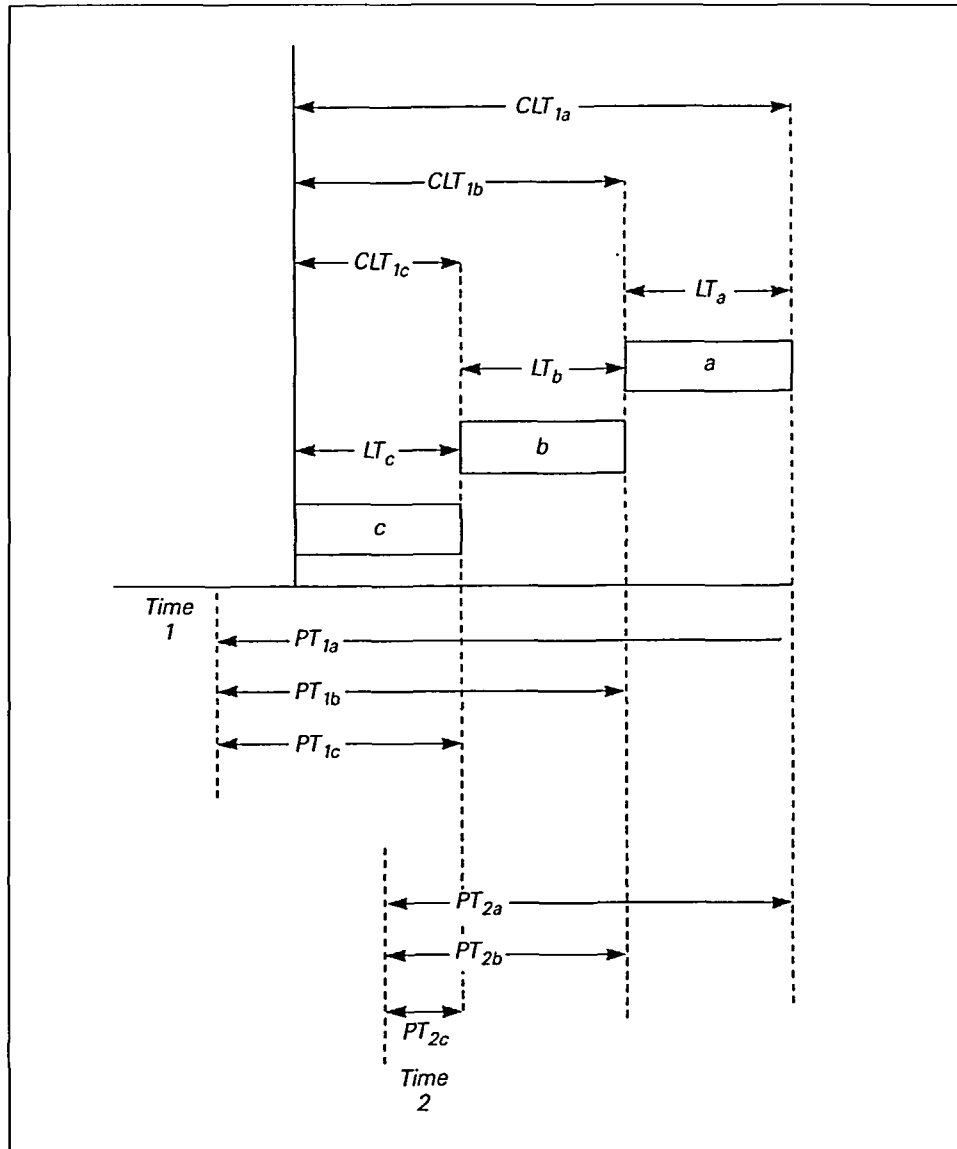 CLT1a
CLT1b
CLT1c
LTa
a
LTb
b
LTc
c
Time
1
PT1a
PT1b
PT1c
PT2a
PT2b
PT2c
Time
2